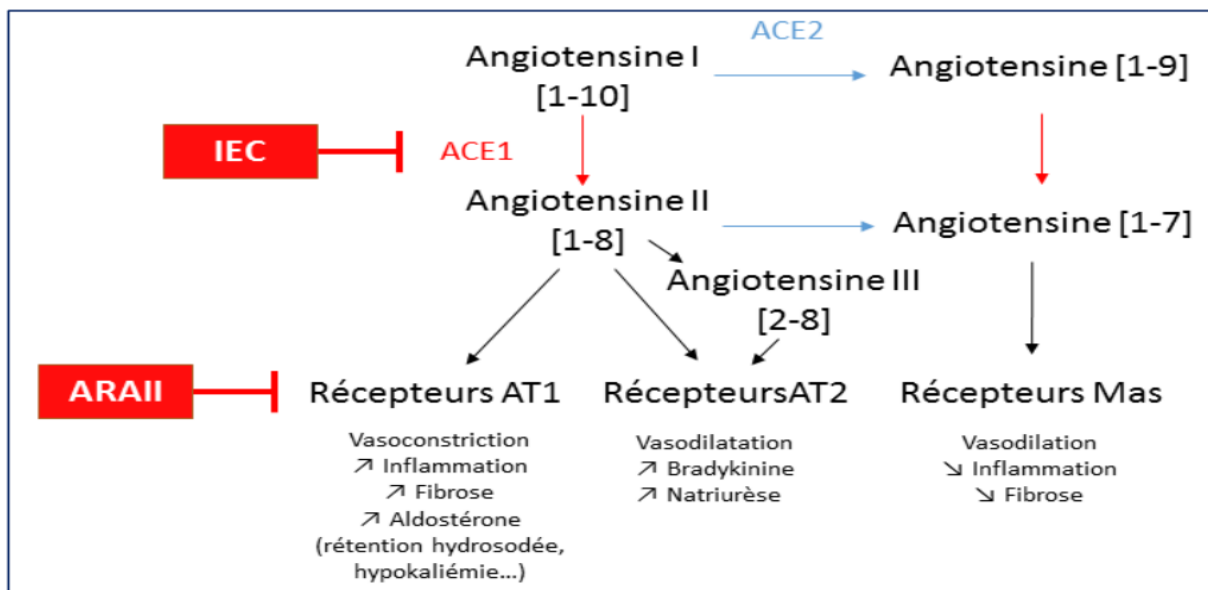 ACE2
Angiotensine I
[1-10]
Angiotensine [1-9]
IEC
ACE1
Angiotensine II
[1-8]
Angiotensine [1-7]
Angiotensine III
[2-8]
ARAII
Récepteurs AT1
Vasoconstriction
↗ Inflammation
↗ Fibrose
↗ Aldostérone
(rétention hydrosodée,
hypokaliémie...)
RécepteursAT2
Vasodilatation
↗ Bradykinine
↗ Natriurèse
Récepteurs Mas
Vasodilation
↘ Inflammation
↘ Fibrose